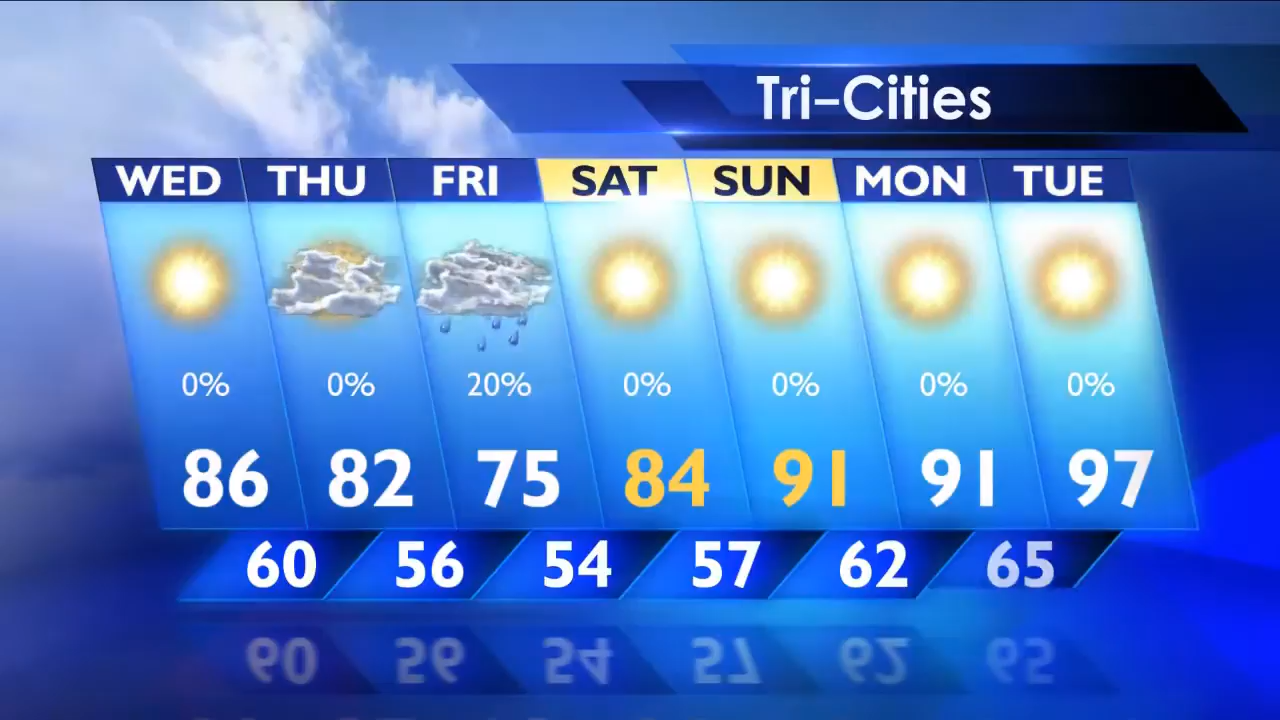 Tri-Cities
WED THU FRI SAT SUN MON TUE
0% 0% 20% 0% 0% 0% 0%
86 82 75 84 91 91 97
60 56 54 57 62 65